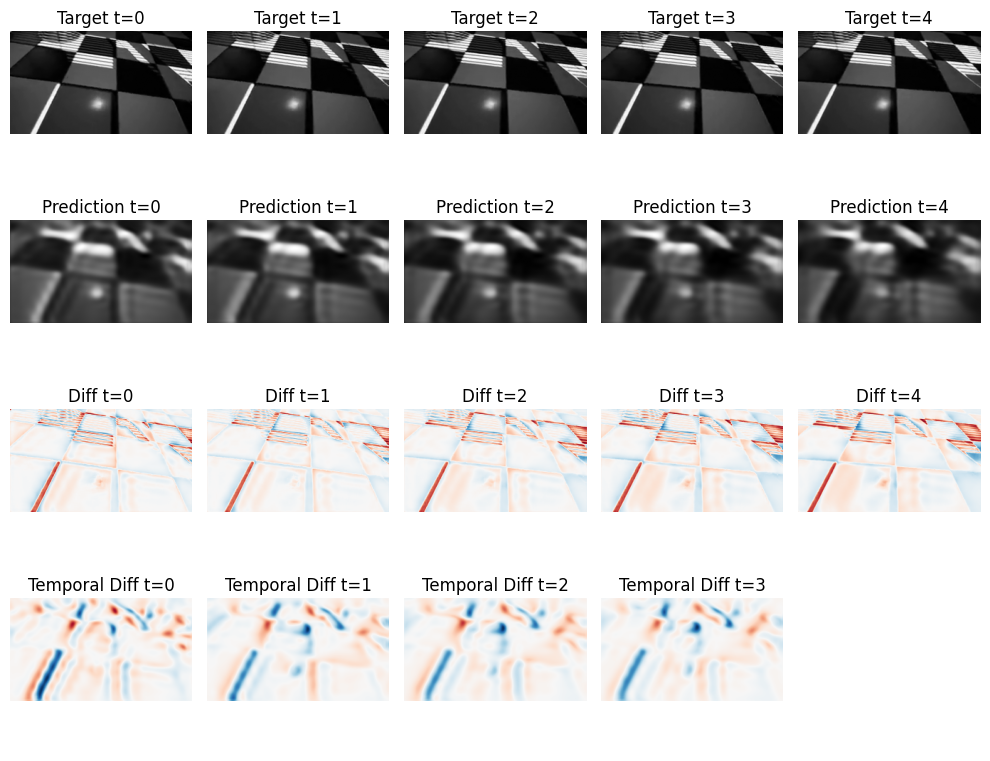 Target t=0 Target t=1 Target t=2 Target t=3 Target t=4
Prediction t=0 Prediction t=1 Prediction t=2 Prediction t=3 Prediction t=4
Diff t=0 Diff t=1 Diff t=2 Diff t=3 Diff t=4
Temporal Diff t=0 Temporal Diff t=1 Temporal Diff t=2 Temporal Diff t=3